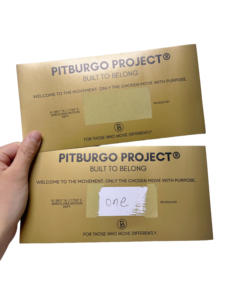 PITBURGO PROJECT®
BUILT TO BELONG
WELCOME TO THE MOVEMENT. ONLY THE CHOSEN MOVE WITH PURPOSE.
B
FOR THOSE WHO MOVE DIFFERENTLY.
PITBURGO PROJECT®
BUILT TO BELONG
WELCOME TO THE MOVEMENT. ONLY THE CHOSEN MOVE WITH PURPOSE.
one
B
FOR THOSE WHO MOVE DIFFERENTLY.